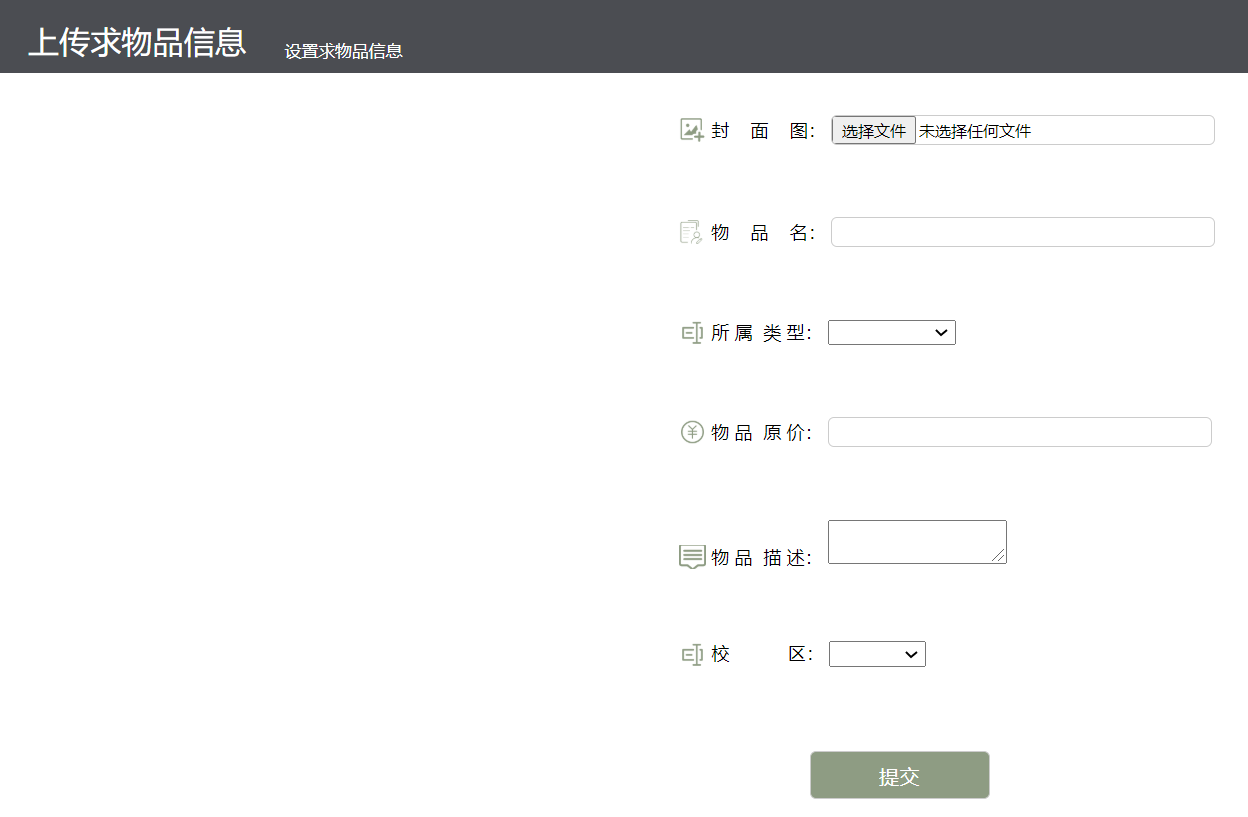 上传求物品信息 设置求物品信息
封 面 图： 选择文件 未选择任何文件
物 品 名：
所属 类型：
物品 原价：
物品 描述：
校 区：
提交